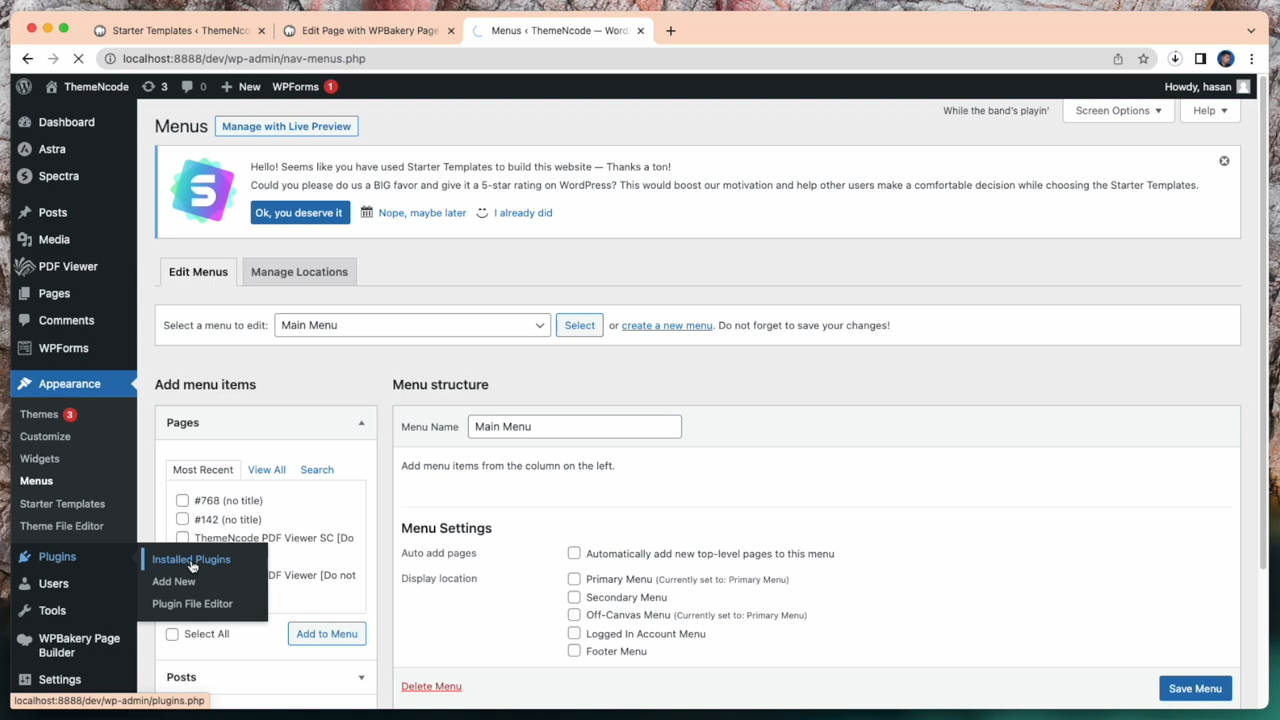 Starter Templates ‹ ThemeNcc
Edit Page with WPBakery Page
Menus ‹ ThemeNcode — Word
localhost:8888/dev/wp-admin/nav-menus.php
ThemeNcode
3
0
New
WPForms 1
Howdy, hasan
Dashboard
Astra
Spectra
Posts
Media
PDF Viewer
Pages
Comments
WPForms
Appearance
Themes 3
Customize
Widgets
Menus
Starter Templates
Theme File Editor
Plugins
Installed Plugins
Add New
Plugin File Editor
Users
Tools
WPBakery Page
Builder
Settings
localhost:8888/dev/wp-admin/plugins.php
While the band's playin'
Screen Options
Help
Menus
Manage with Live Preview
Hello! Seems like you have used Starter Templates to build this website — Thanks a ton!
Could you please do us a BIG favor and give it a 5-star rating on WordPress? This would boost our motivation and help other users make a comfortable decision while choosing the Starter Templates.
Ok, you deserve it
Nope, maybe later
I already did
Edit Menus
Manage Locations
Select a menu to edit: Main Menu Select or create a new menu. Do not forget to save your changes!
Add menu items
Pages
Most Recent
View All
Search
#768 (no title)
#142 (no title)
ThemeNcode PDF Viewer SC [Do
DF Viewer [Do not
Select All
Add to Menu
Posts
Menu structure
Menu Name Main Menu
Add menu items from the column on the left.
Menu Settings
Auto add pages
Automatically add new top-level pages to this menu
Display location
Primary Menu (Currently set to: Primary Menu)
Secondary Menu
Off-Canvas Menu (Currently set to: Primary Menu)
Logged In Account Menu
Footer Menu
Delete Menu
Save Menu